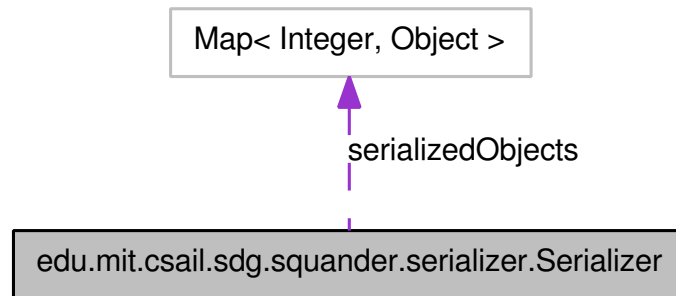 Map< Integer, Object >
serializedObjects
edu.mit.csail.sdg.squander.serializer.Serializer